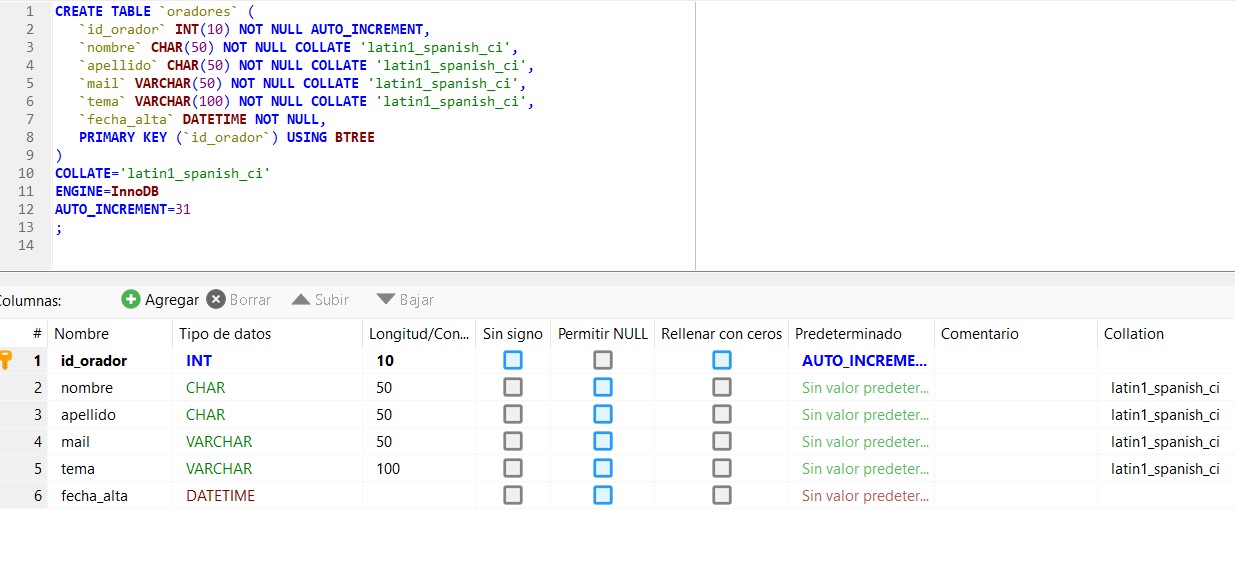 1 CREATE TABLE `oradores` (
2 `id_orador` INT(10) NOT NULL AUTO_INCREMENT,
3 `nombre` CHAR(50) NOT NULL COLLATE 'latin1_spanish_ci',
4 `apellido` CHAR(50) NOT NULL COLLATE 'latin1_spanish_ci',
5 `mail` VARCHAR(50) NOT NULL COLLATE 'latin1_spanish_ci',
6 `tema` VARCHAR(100) NOT NULL COLLATE 'latin1_spanish_ci',
7 `fecha_alta` DATETIME NOT NULL,
8 PRIMARY KEY (`id_orador`) USING BTREE
9 )
10 COLLATE='latin1_spanish_ci'
11 ENGINE=InnoDB
12 AUTO_INCREMENT=31
13 ;
14
Columnas: Agregar Borrar Subir Bajar
# Nombre Tipo de datos Longitud/Con... Sin signo Permitir NULL Rellenar con ceros Predeterminado Comentario Collation
1 id_orador INT 10 AUTO_INCREME...
2 nombre CHAR 50 Sin valor predeter... latin1_spanish_ci
3 apellido CHAR 50 Sin valor predeter... latin1_spanish_ci
4 mail VARCHAR 50 Sin valor predeter... latin1_spanish_ci
5 tema VARCHAR 100 Sin valor predeter... latin1_spanish_ci
6 fecha_alta DATETIME Sin valor predeter...